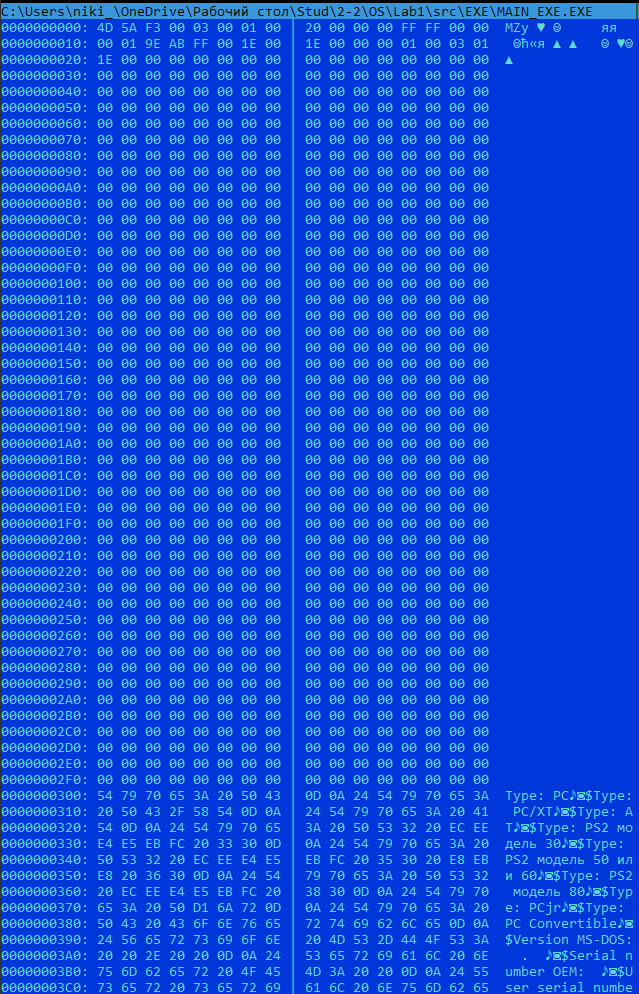 C:\Users\niki_\OneDrive\Рабочий стол\Stud\2-2\OS\Lab1\src\EXE\MAIN_EXE.EXE
0000000000: 4D 5A F3 00 03 00 01 00 │ 20 00 00 00 FF FF 00 00 MZу ♥ ☺ яя
0000000010: 00 01 9E AB FF 00 1E 00 │ 1E 00 00 00 01 00 03 01 ☺ћ«я ▲ ▲ ☺ ♥☺
0000000020: 1E 00 00 00 00 00 00 00 │ 00 00 00 00 00 00 00 00 ▲
0000000030: 00 00 00 00 00 00 00 00 │ 00 00 00 00 00 00 00 00
0000000040: 00 00 00 00 00 00 00 00 │ 00 00 00 00 00 00 00 00
0000000050: 00 00 00 00 00 00 00 00 │ 00 00 00 00 00 00 00 00
0000000060: 00 00 00 00 00 00 00 00 │ 00 00 00 00 00 00 00 00
0000000070: 00 00 00 00 00 00 00 00 │ 00 00 00 00 00 00 00 00
0000000080: 00 00 00 00 00 00 00 00 │ 00 00 00 00 00 00 00 00
0000000090: 00 00 00 00 00 00 00 00 │ 00 00 00 00 00 00 00 00
00000000A0: 00 00 00 00 00 00 00 00 │ 00 00 00 00 00 00 00 00
00000000B0: 00 00 00 00 00 00 00 00 │ 00 00 00 00 00 00 00 00
00000000C0: 00 00 00 00 00 00 00 00 │ 00 00 00 00 00 00 00 00
00000000D0: 00 00 00 00 00 00 00 00 │ 00 00 00 00 00 00 00 00
00000000E0: 00 00 00 00 00 00 00 00 │ 00 00 00 00 00 00 00 00
00000000F0: 00 00 00 00 00 00 00 00 │ 00 00 00 00 00 00 00 00
0000000100: 00 00 00 00 00 00 00 00 │ 00 00 00 00 00 00 00 00
0000000110: 00 00 00 00 00 00 00 00 │ 00 00 00 00 00 00 00 00
0000000120: 00 00 00 00 00 00 00 00 │ 00 00 00 00 00 00 00 00
0000000130: 00 00 00 00 00 00 00 00 │ 00 00 00 00 00 00 00 00
0000000140: 00 00 00 00 00 00 00 00 │ 00 00 00 00 00 00 00 00
0000000150: 00 00 00 00 00 00 00 00 │ 00 00 00 00 00 00 00 00
0000000160: 00 00 00 00 00 00 00 00 │ 00 00 00 00 00 00 00 00
0000000170: 00 00 00 00 00 00 00 00 │ 00 00 00 00 00 00 00 00
0000000180: 00 00 00 00 00 00 00 00 │ 00 00 00 00 00 00 00 00
0000000190: 00 00 00 00 00 00 00 00 │ 00 00 00 00 00 00 00 00
00000001A0: 00 00 00 00 00 00 00 00 │ 00 00 00 00 00 00 00 00
00000001B0: 00 00 00 00 00 00 00 00 │ 00 00 00 00 00 00 00 00
00000001C0: 00 00 00 00 00 00 00 00 │ 00 00 00 00 00 00 00 00
00000001D0: 00 00 00 00 00 00 00 00 │ 00 00 00 00 00 00 00 00
00000001E0: 00 00 00 00 00 00 00 00 │ 00 00 00 00 00 00 00 00
00000001F0: 00 00 00 00 00 00 00 00 │ 00 00 00 00 00 00 00 00
0000000200: 00 00 00 00 00 00 00 00 │ 00 00 00 00 00 00 00 00
0000000210: 00 00 00 00 00 00 00 00 │ 00 00 00 00 00 00 00 00
0000000220: 00 00 00 00 00 00 00 00 │ 00 00 00 00 00 00 00 00
0000000230: 00 00 00 00 00 00 00 00 │ 00 00 00 00 00 00 00 00
0000000240: 00 00 00 00 00 00 00 00 │ 00 00 00 00 00 00 00 00
0000000250: 00 00 00 00 00 00 00 00 │ 00 00 00 00 00 00 00 00
0000000260: 00 00 00 00 00 00 00 00 │ 00 00 00 00 00 00 00 00
0000000270: 00 00 00 00 00 00 00 00 │ 00 00 00 00 00 00 00 00
0000000280: 00 00 00 00 00 00 00 00 │ 00 00 00 00 00 00 00 00
0000000290: 00 00 00 00 00 00 00 00 │ 00 00 00 00 00 00 00 00
00000002A0: 00 00 00 00 00 00 00 00 │ 00 00 00 00 00 00 00 00
00000002B0: 00 00 00 00 00 00 00 00 │ 00 00 00 00 00 00 00 00
00000002C0: 00 00 00 00 00 00 00 00 │ 00 00 00 00 00 00 00 00
00000002D0: 00 00 00 00 00 00 00 00 │ 00 00 00 00 00 00 00 00
00000002E0: 00 00 00 00 00 00 00 00 │ 00 00 00 00 00 00 00 00
00000002F0: 00 00 00 00 00 00 00 00 │ 00 00 00 00 00 00 00 00
0000000300: 54 79 70 65 3A 20 50 43 │ 0D 0A 24 54 79 70 65 3A Type: PC♪◙$Type:
0000000310: 20 50 43 2F 58 54 0D 0A │ 24 54 79 70 65 3A 20 41 PC/XT♪◙$Type: A
0000000320: 54 0D 0A 24 54 79 70 65 │ 3A 20 50 53 32 20 EC EE T♪◙$Type: PS2 мо
0000000330: E4 E5 EB FC 20 33 30 0D │ 0A 24 54 79 70 65 3A 20 дель 30♪◙$Type:
0000000340: 50 53 32 20 EC EE E4 E5 │ EB FC 20 35 30 20 E8 EB PS2 модель 50 ил
0000000350: E8 20 36 30 0D 0A 24 54 │ 79 70 65 3A 20 50 53 32 и 60♪◙$Type: PS2
0000000360: 20 EC EE E4 E5 EB FC 20 │ 38 30 0D 0A 24 54 79 70 модель 80♪◙$Typ
0000000370: 65 3A 20 50 D1 6A 72 0D │ 0A 24 54 79 70 65 3A 20 e: PСjr♪◙$Type:
0000000380: 50 43 20 43 6F 6E 76 65 │ 72 74 69 62 6C 65 0D 0A PC Convertible♪◙
0000000390: 24 56 65 72 73 69 6F 6E │ 20 4D 53 2D 44 4F 53 3A $Version MS-DOS:
00000003A0: 20 20 2E 20 20 0D 0A 24 │ 53 65 72 69 61 6C 20 6E . ♪◙$Serial n
00000003B0: 75 6D 62 65 72 20 4F 45 │ 4D 3A 20 20 0D 0A 24 55 umber OEM: ♪◙$U
00000003C0: 73 65 72 20 73 65 72 69 │ 61 6C 20 6E 75 6D 62 65 ser serial numbe